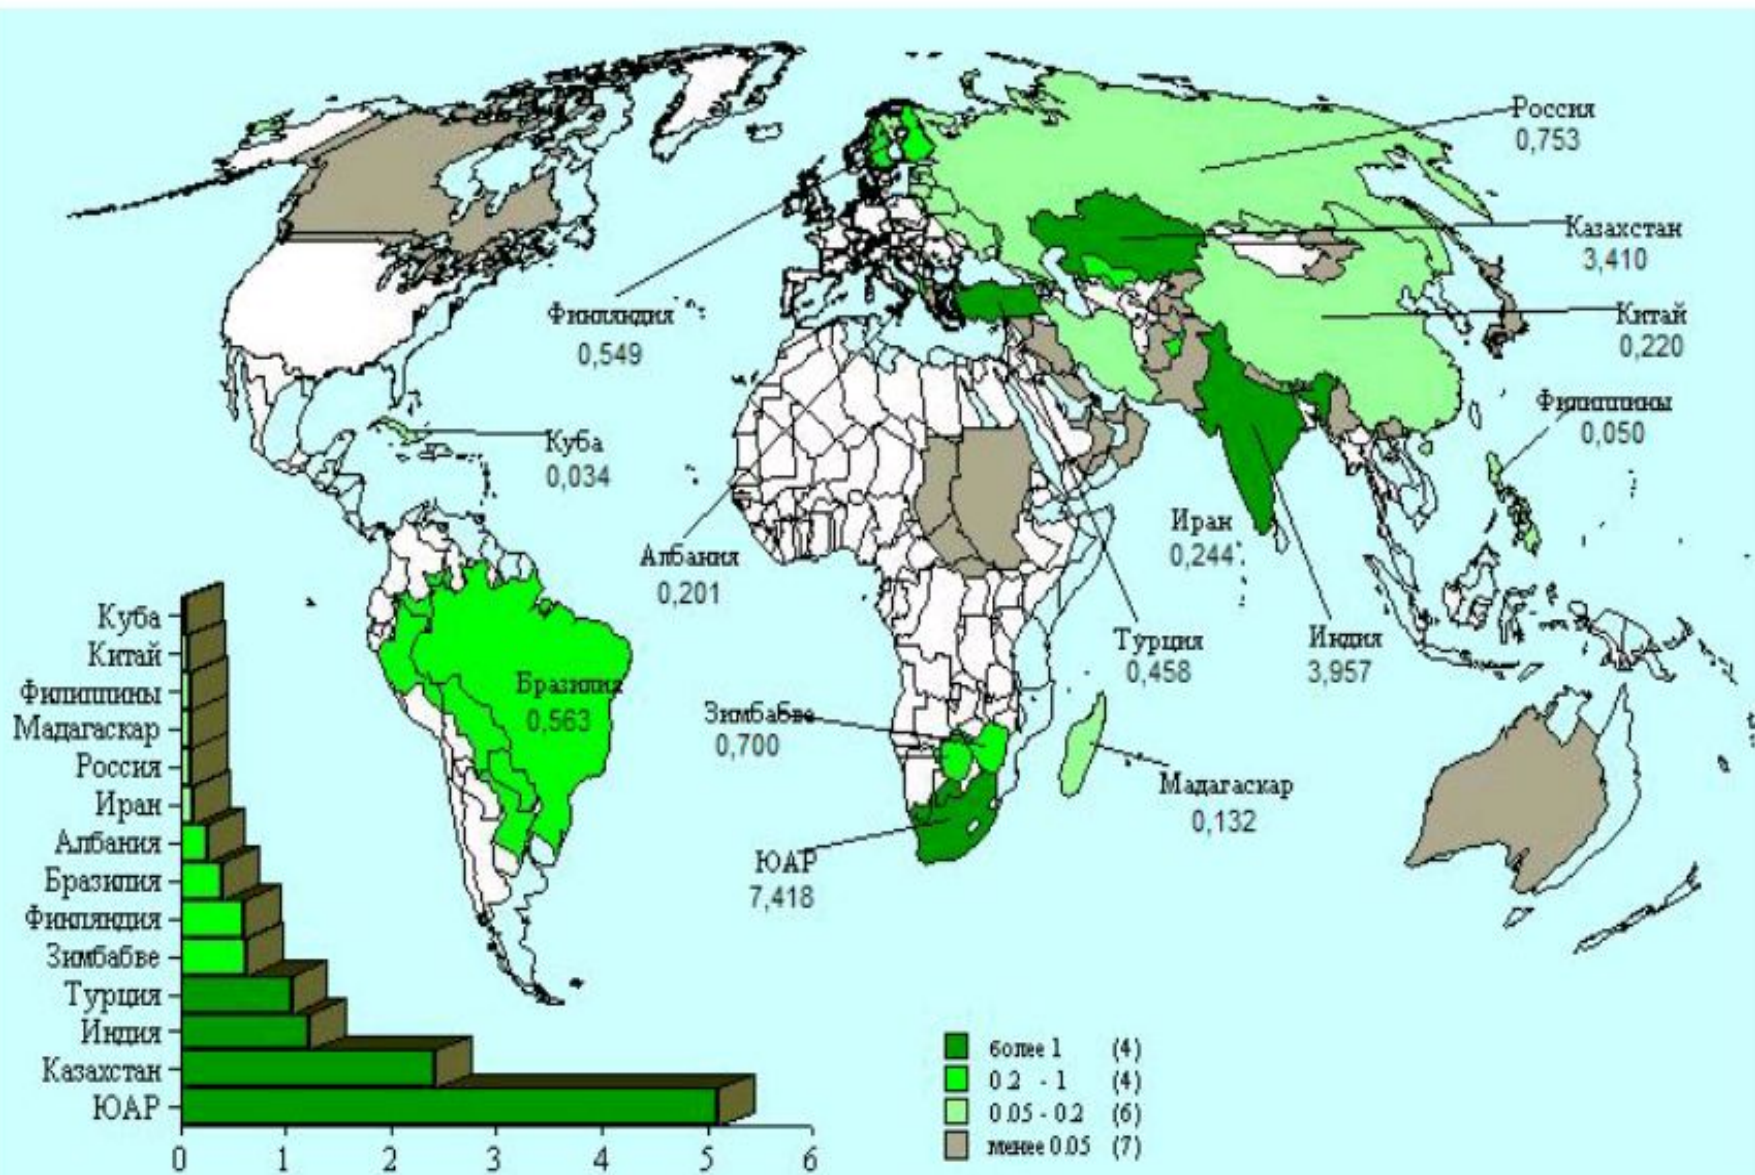 Россия
0,753
Казахстан
3,410
Китай
0,220
Филиппины
0,050
Финляндия
0,549
Куба
0,034
Албания
0,201
Иран
0,244
Турция
0,458
Индия
3,957
Бразилия
0,563
Зимбабве
0,700
Мадагаскар
0,132
ЮАР
7,418
Куба
Китай
Филиппины
Мадагаскар
Россия
Иран
Албания
Бразилия
Финляндия
Зимбабве
Турция
Индия
Казахстан
ЮАР
0 1 2 3 4 5 6
более 1 (4)
0.2 - 1 (4)
0.05 - 0.2 (6)
менее 0.05 (7)